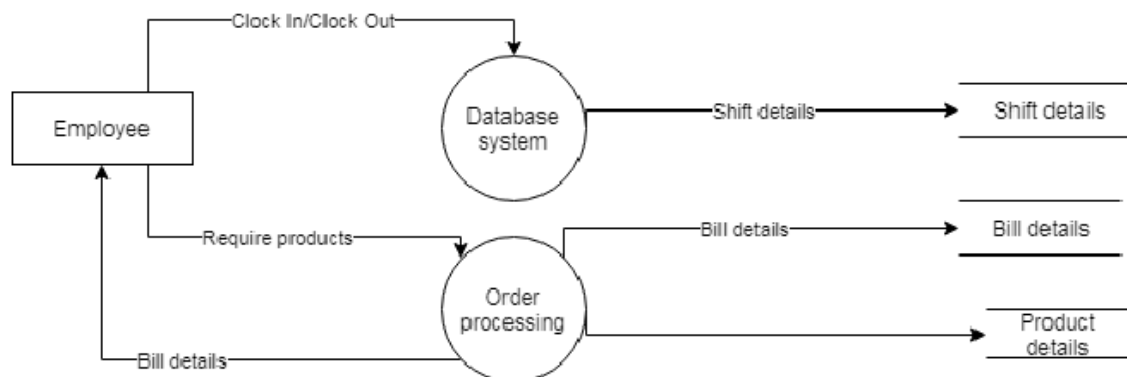 Clock In/Clock Out
Employee
Database
system
Shift details
Shift details
Require products
Bill details
Bill details
Order
processing
Product
details
Bill details